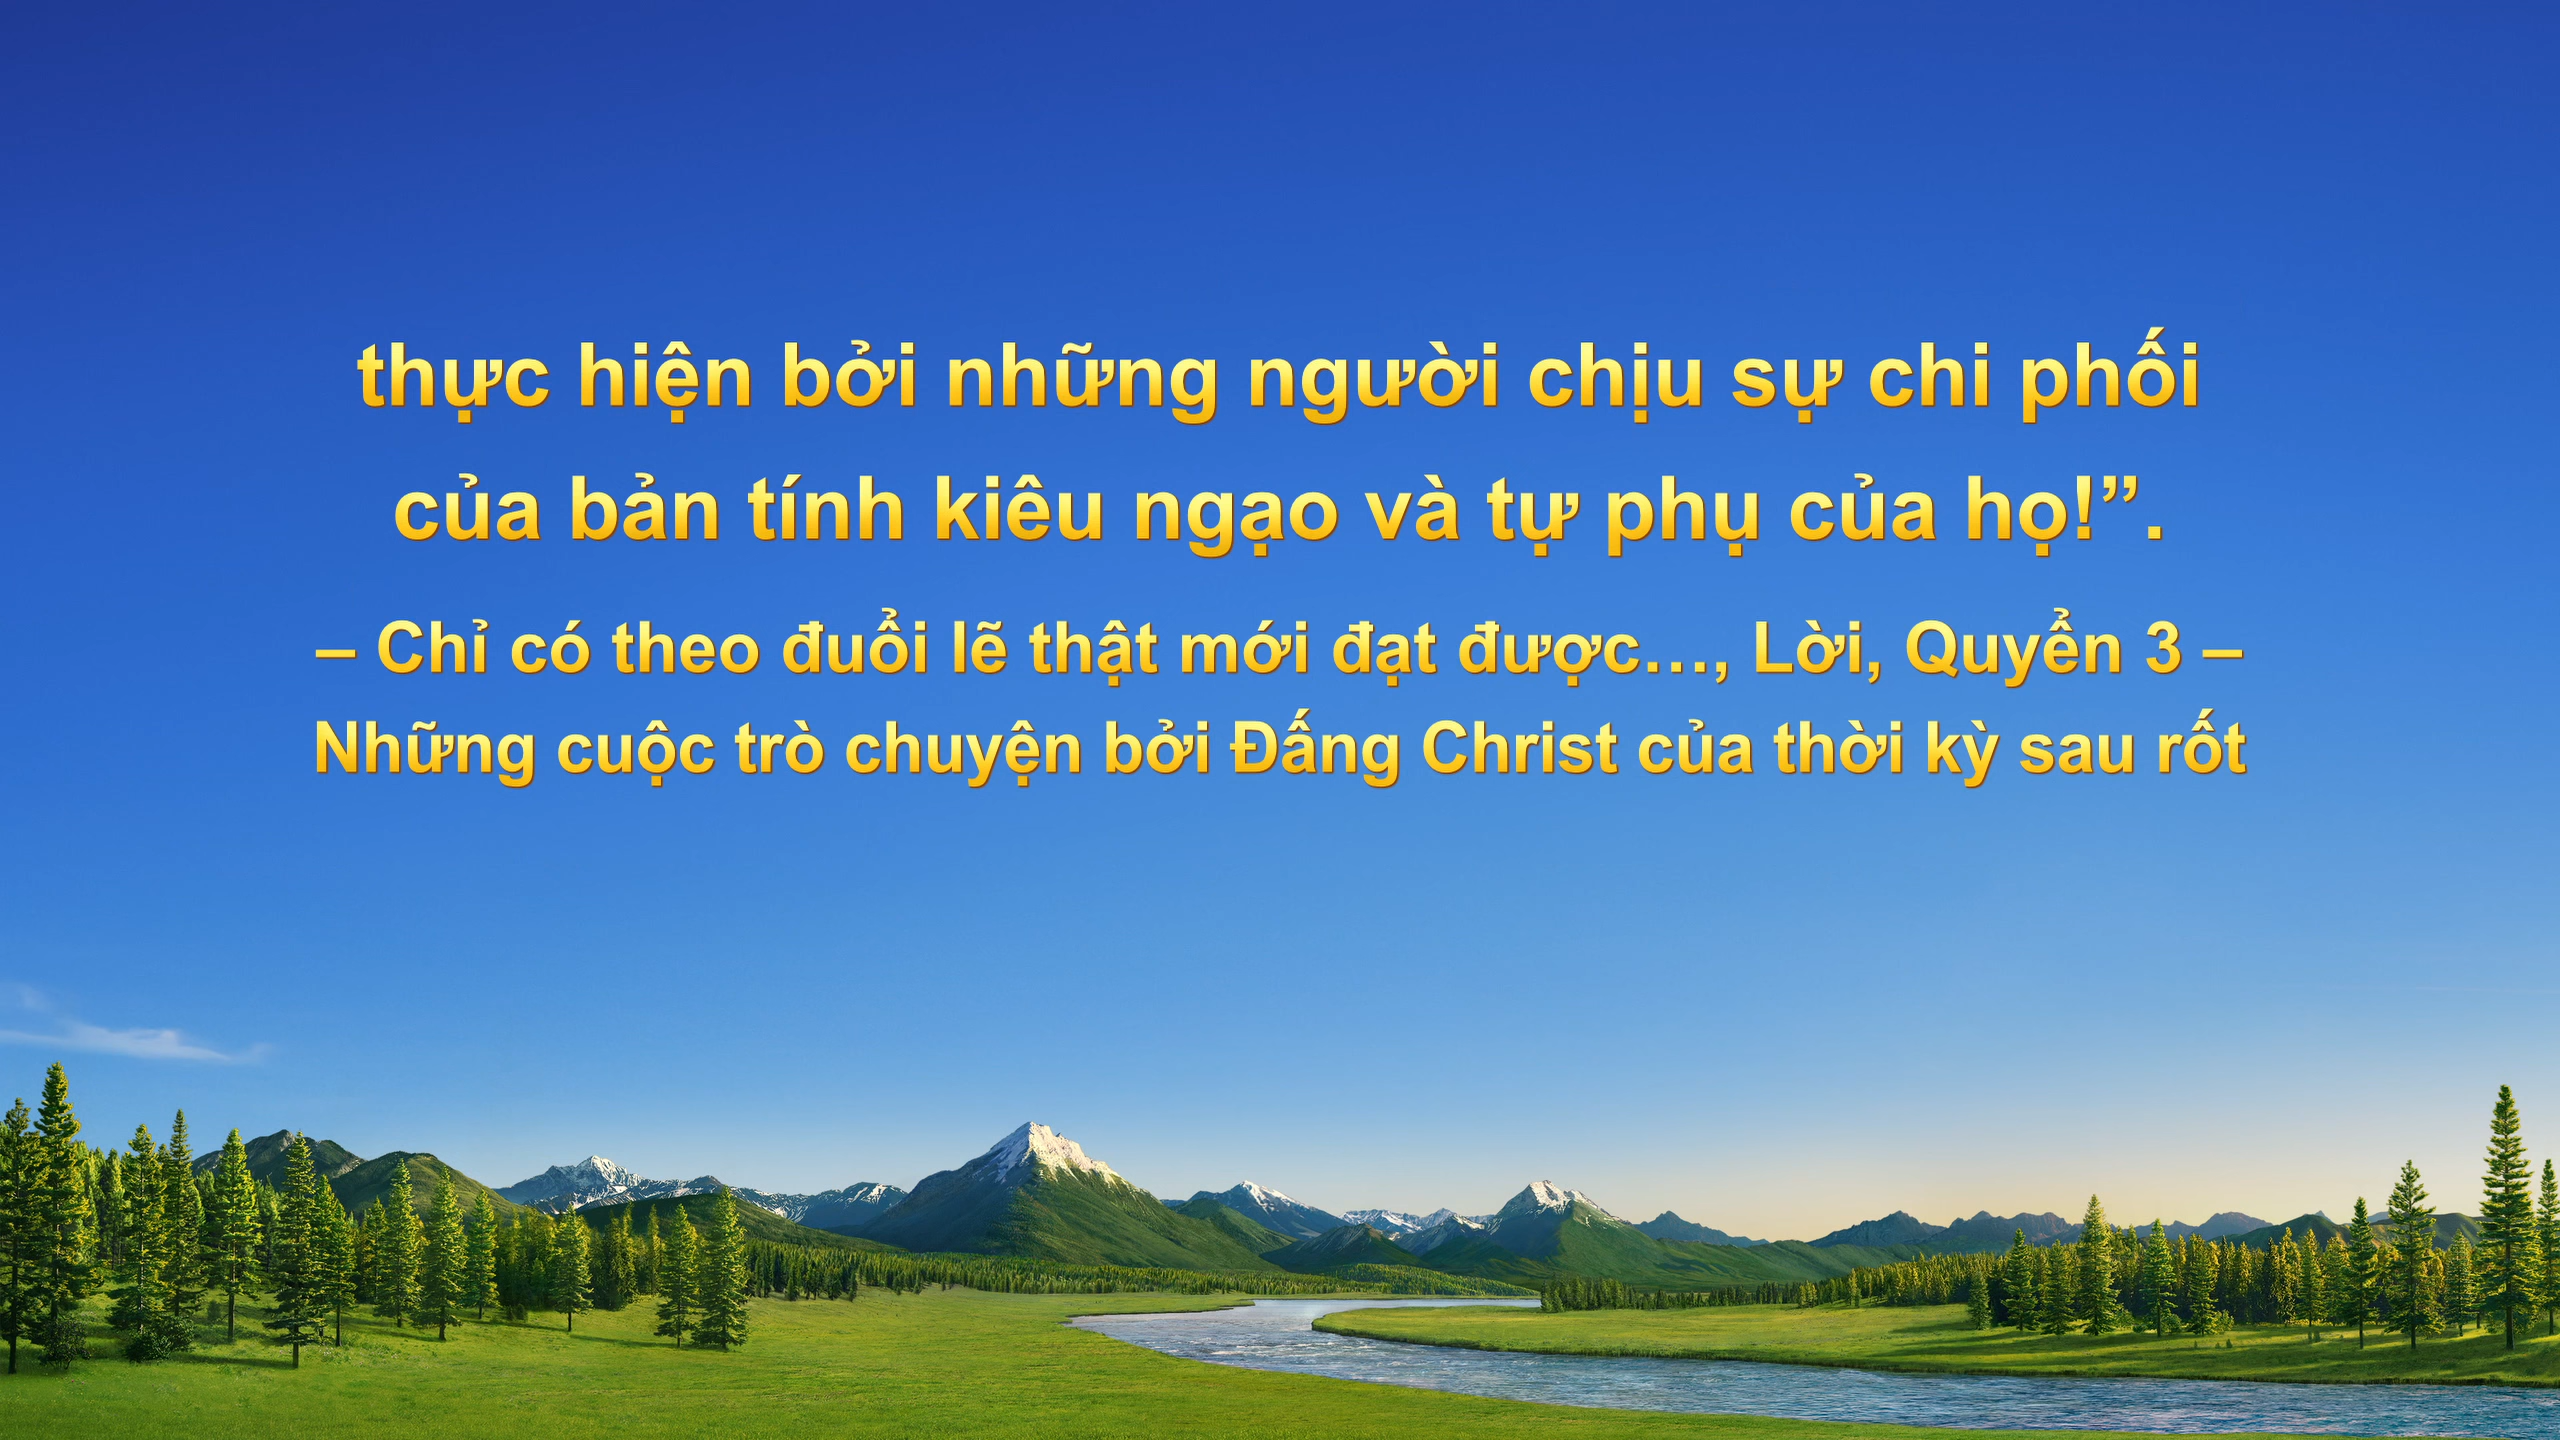 thực hiện bởi những người chịu sự chi phối
của bản tính kiêu ngạo và tự phụ của họ!”.
– Chỉ có theo đuổi lẽ thật mới đạt được…, Lời, Quyển 3 –
Những cuộc trò chuyện bởi Đấng Christ của thời kỳ sau rốt